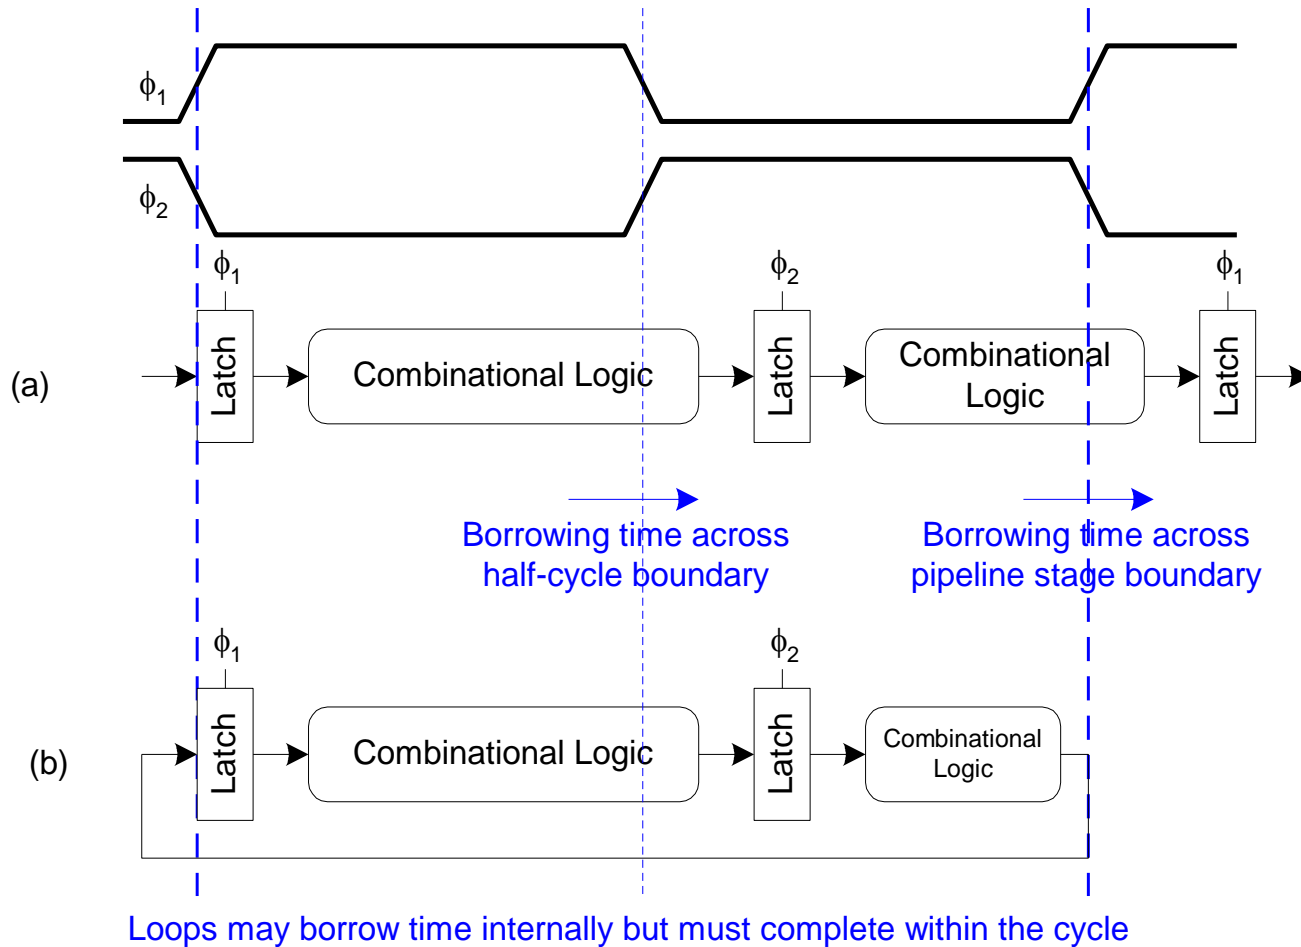 ϕ1
ϕ2
ϕ1
ϕ2
ϕ1
(a)
Latch
Combinational Logic
Latch
Combinational
Logic
Latch
Borrowing time across
half-cycle boundary
Borrowing time across
pipeline stage boundary
ϕ1
ϕ2
(b)
Latch
Combinational Logic
Latch
Combinational
Logic
Loops may borrow time internally but must complete within the cycle